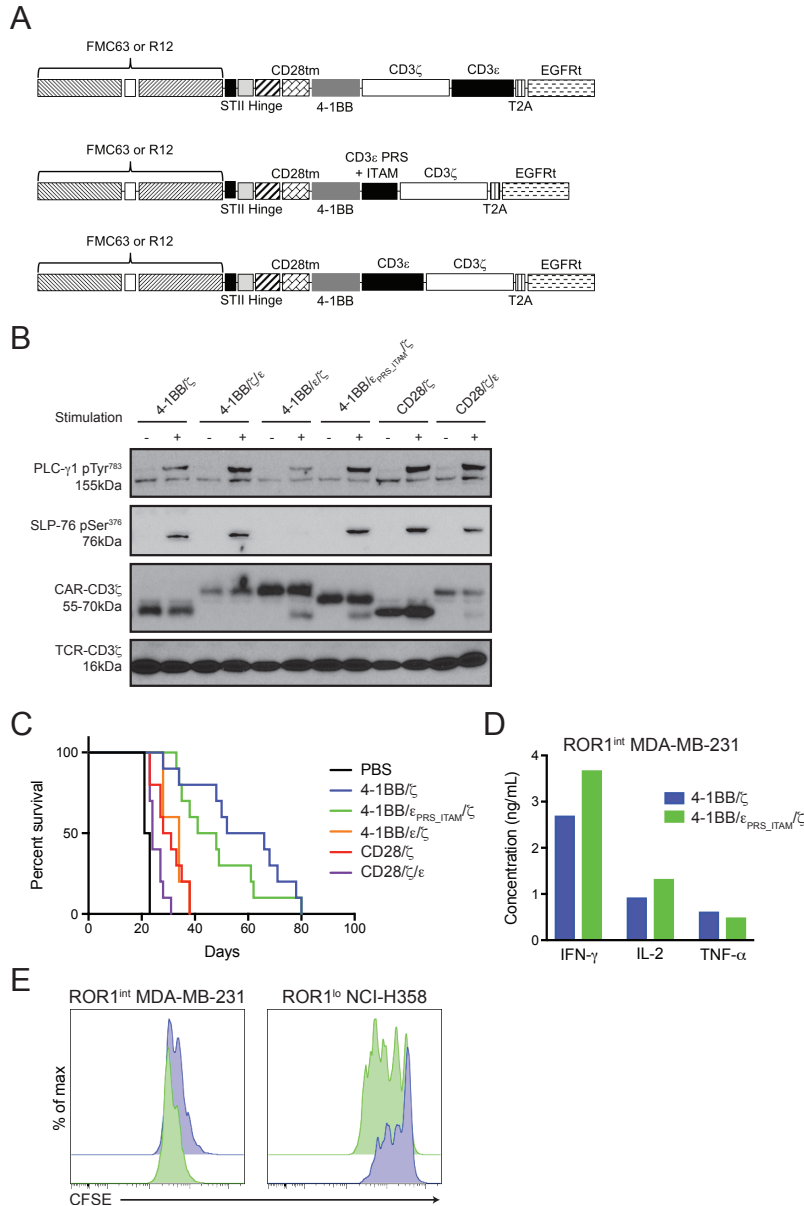 A
FMC63 or R12
CD28tm
CD3ζ
CD3ε
EGFRt
STII Hinge
4-1BB
T2A
FMC63 or R12
CD28tm
CD3ε PRS
+ ITAM
CD3ζ
EGFRt
STII Hinge
4-1BB
T2A
FMC63 or R12
CD28tm
CD3ε
CD3ζ
EGFRt
STII Hinge
4-1BB
T2A
B
4-1BB/ζ
4-1BB/ζ/ε
4-1BB/ε/ζ
4-1BB/εPRS_ITAM/ζ
CD28/ζ
CD28/ζ/ε
Stimulation
- + - + - + - + - + - +
PLC-γ1 pTyr783
155kDa
SLP-76 pSer376
76kDa
CAR-CD3ζ
55-70kDa
TCR-CD3ζ
16kDa
C
Percent survival
100
50
0
0 20 40 60 80 100
Days
PBS
4-1BB/ζ
4-1BB/εPRS_ITAM/ζ
4-1BB/ε/ζ
CD28/ζ
CD28/ζ/ε
D
ROR1int MDA-MB-231
Concentration (ng/mL)
4
3
2
1
0
4-1BB/ζ
4-1BB/εPRS_ITAM/ζ
IFN-γ IL-2 TNF-α
E
ROR1int MDA-MB-231
ROR1lo NCI-H358
% of max
CFSE